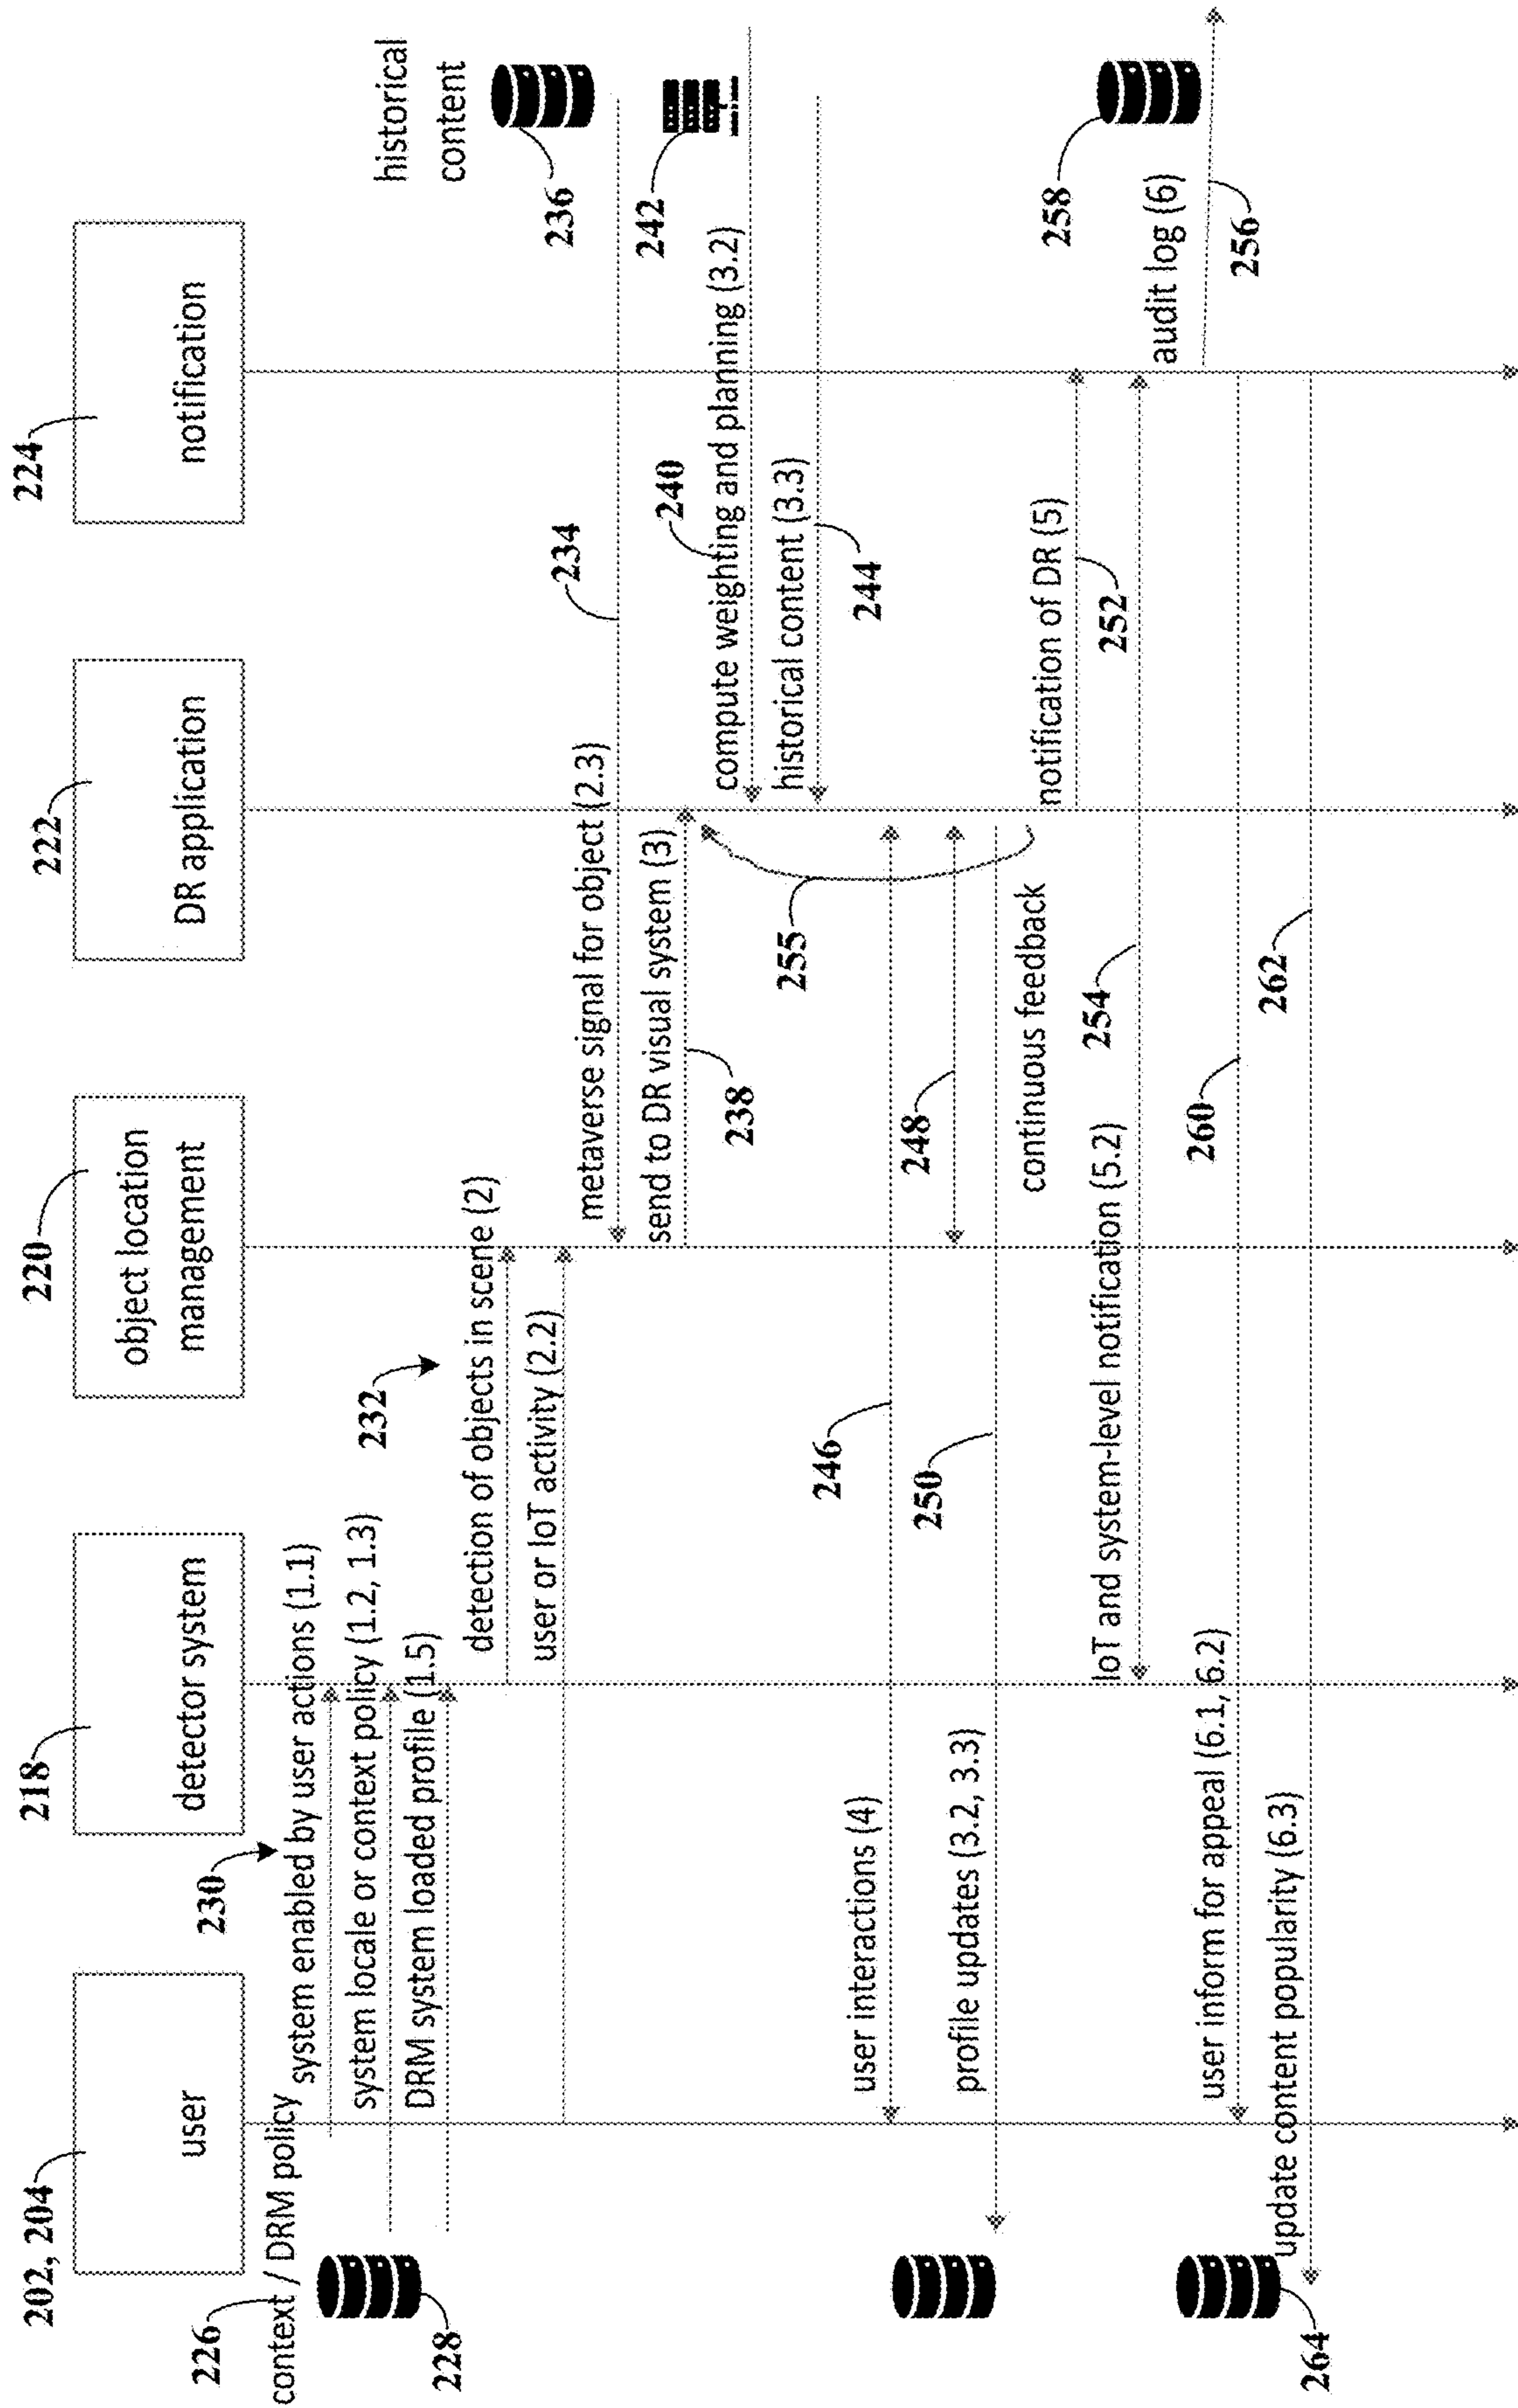 202, 204
user
218
detector system
220
object location
management
222
DR application
224
notification
226
context / DRM policy
228
230
system enabled by user actions (1.1)
system locale or context policy (1.2, 1.3)
DRM system loaded profile (1.5)
232
detection of objects in scene (2)
user or IoT activity (2.2)
historical
content
236
234
metaverse signal for object (2.3)
send to DR visual system (3)
238
242
240
compute weighting and planning (3.2)
historical content (3.3)
244
255
user interactions (4)
246
248
profile updates (3.2, 3.3)
250
continuous feedback
notification of DR (5)
252
258
IoT and system-level notification (5.2)
254
audit log (6)
256
user inform for appeal (6.1, 6.2)
260
update content popularity (6.3)
262
264